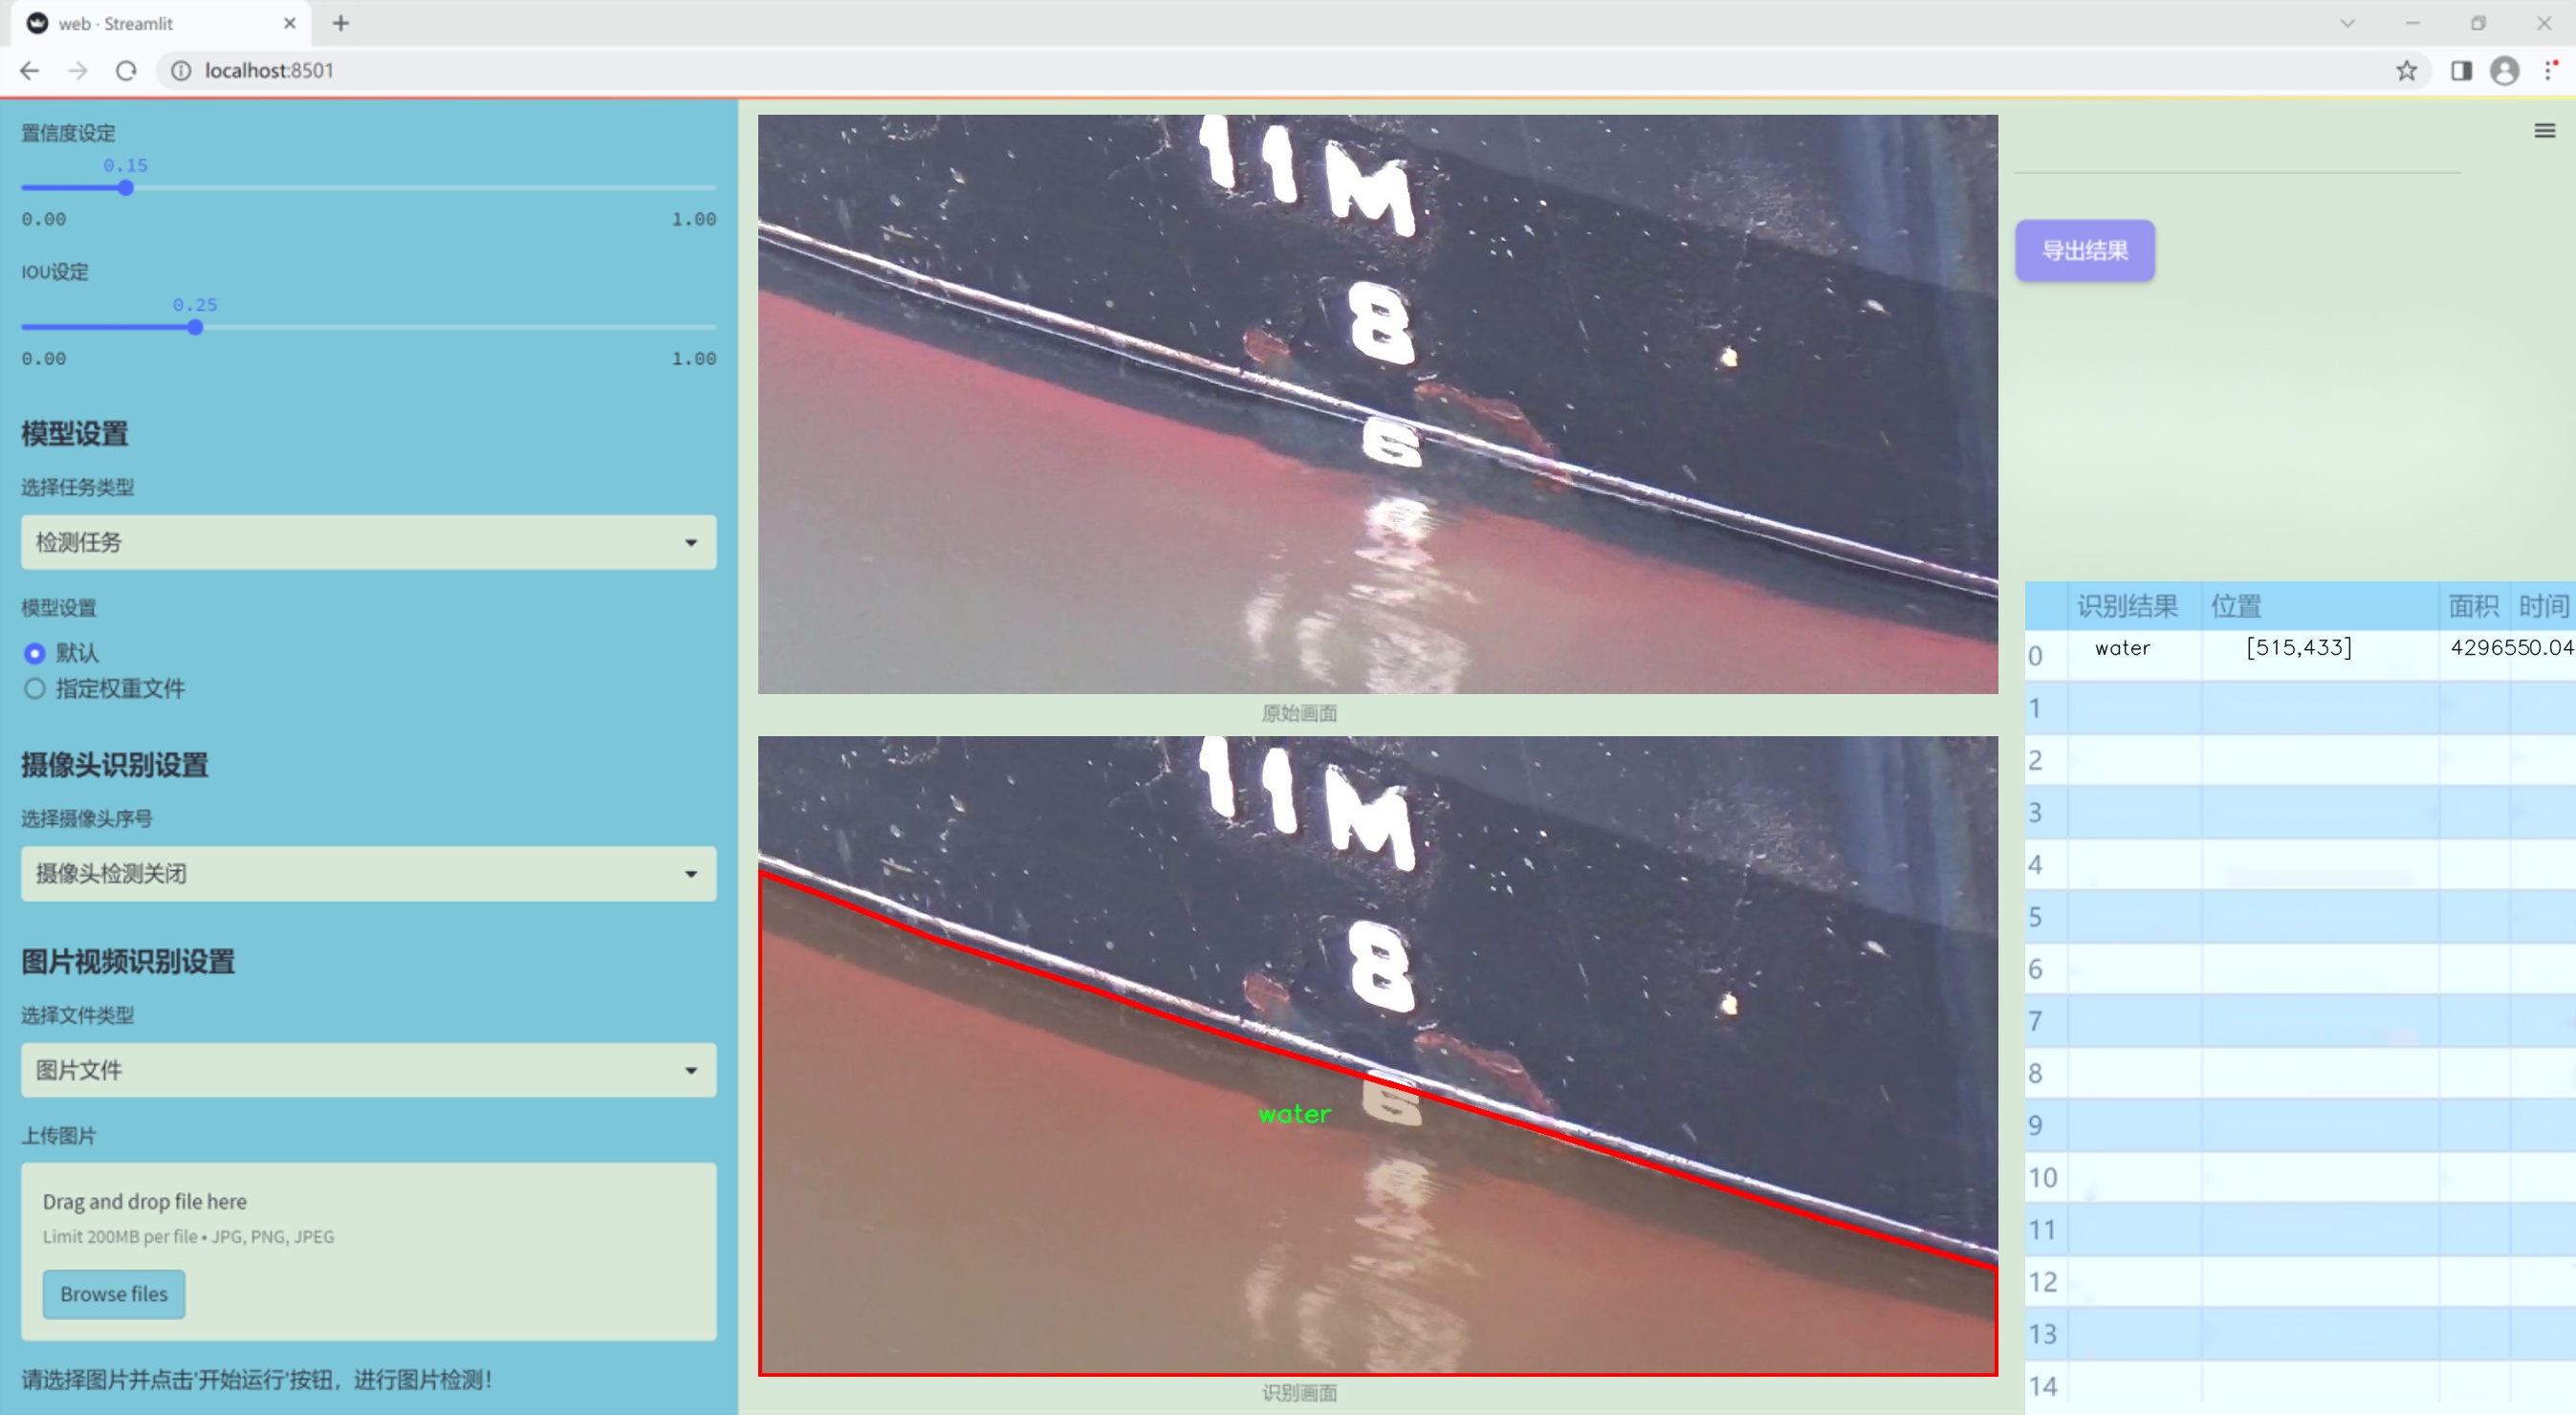 web · Streamlit
localhost:8501
置信度设定
0.15
0.00 1.00
IOU设定
0.25
0.00 1.00
模型设置
选择任务类型
检测任务
模型设置
默认
指定权重文件
摄像头识别设置
选择摄像头序号
摄像头检测关闭
图片视频识别设置
选择文件类型
图片文件
上传图片
Drag and drop file here
Limit 200MB per file • JPG, PNG, JPEG
Browse files
请选择图片并点击'开始运行'按钮，进行图片检测！
11M
8
6
原始画面
11M
8
6
water
识别画面
导出结果
识别结果 位置 面积 时间
0 water [515,433] 4296550.04
1
2
3
4
5
6
7
8
9
10
11
12
13
14